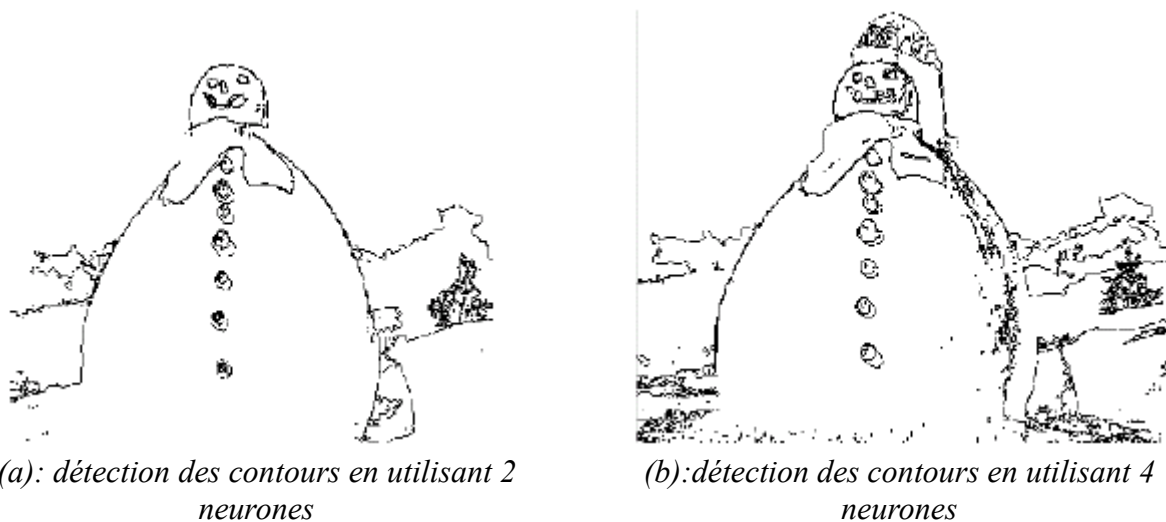 (a): détection des contours en utilisant 2
neurones
(b):détection des contours en utilisant 4
neurones